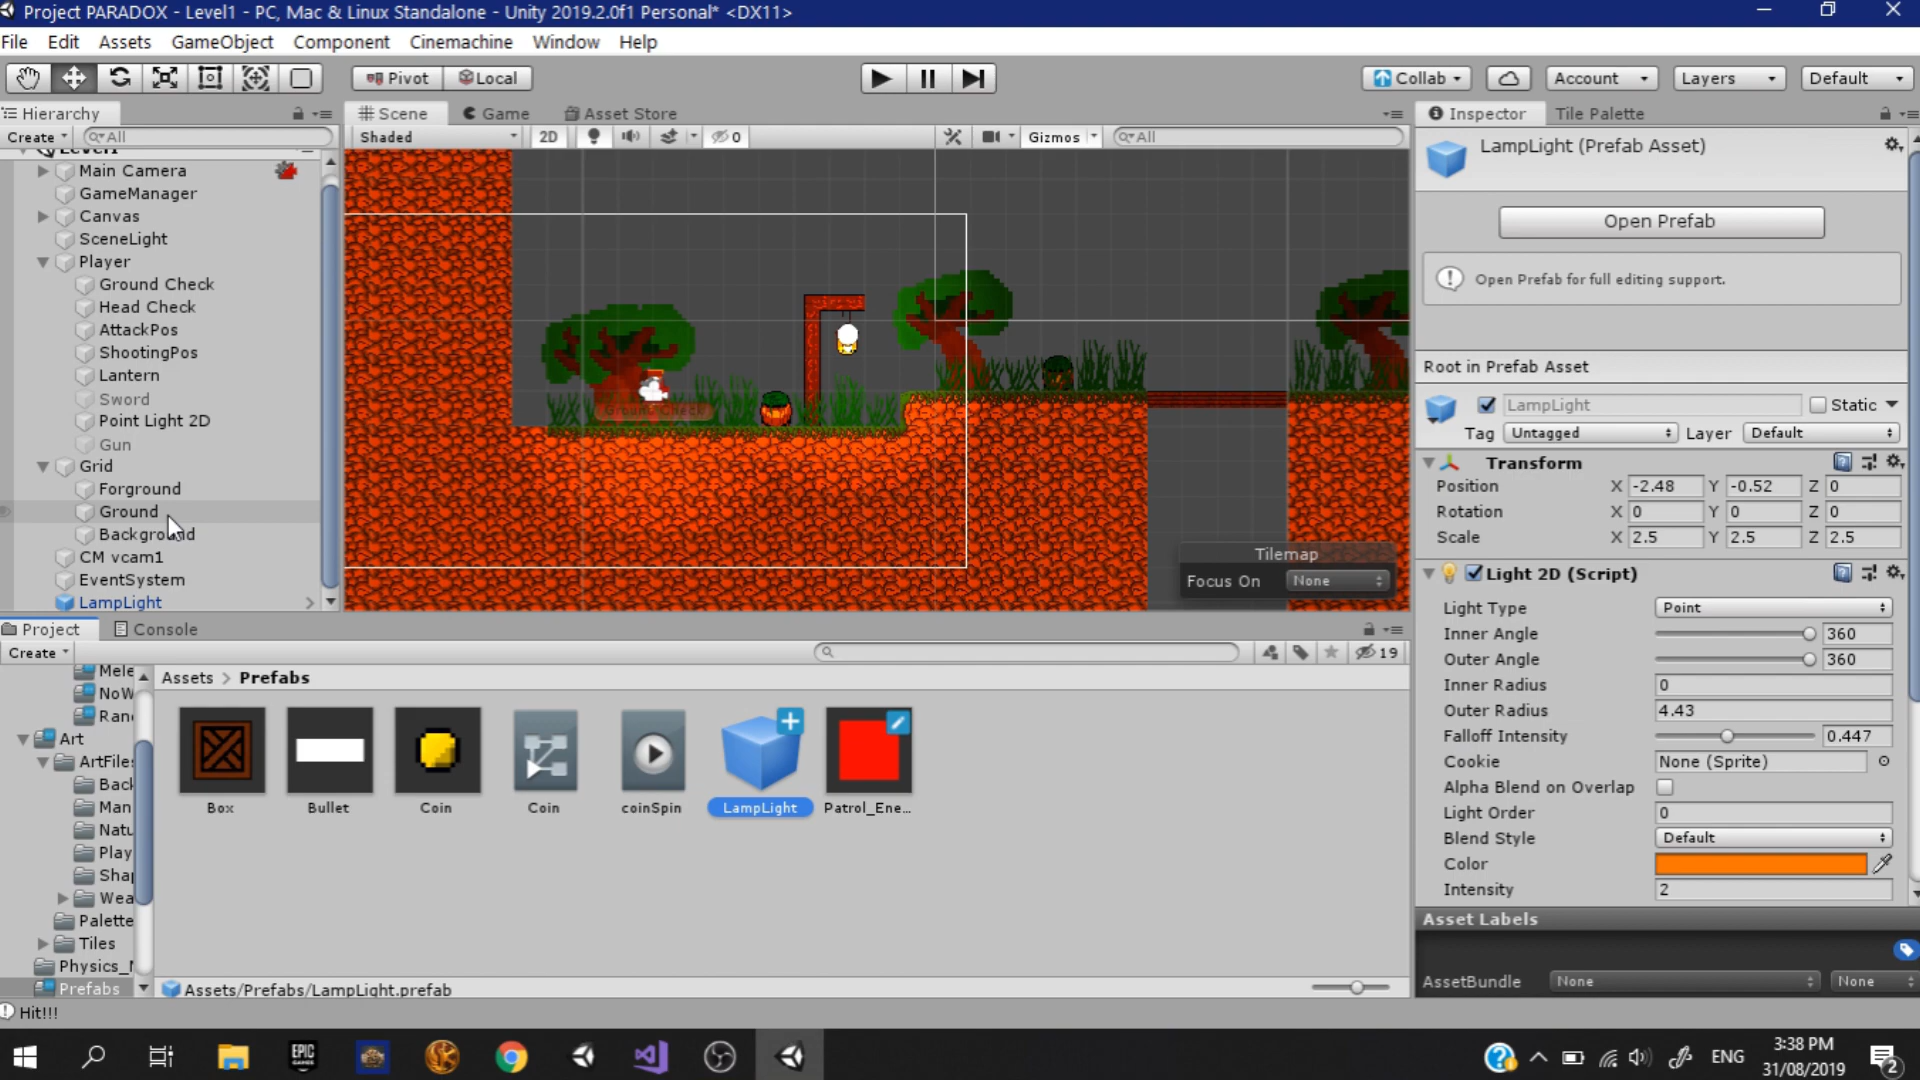 Project PARADOX - Level1 - PC, Mac & Linux Standalone - Unity 2019.2.0f1 Personal* <DX11>
File Edit Assets GameObject Component Cinemachine Window Help
Pivot Local Collab Account Layers Default
Hierarchy
Create All
Main Camera
GameManager
Canvas
SceneLight
Player
Ground Check
Head Check
AttackPos
ShootingPos
Lantern
Sword
Point Light 2D
Gun
Grid
Forground
Ground
Background
CM vcam1
EventSystem
LampLight
Scene Game Asset Store
Shaded 2D 0 Gizmos All
Ground Check
Tilemap
Focus On None
Inspector Tile Palette
LampLight (Prefab Asset)
Open Prefab
Open Prefab for full editing support.
Root in Prefab Asset
LampLight Static
Tag Untagged Layer Default
Transform
Position X -2.48 Y -0.52 Z 0
Rotation X 0 Y 0 Z 0
Scale X 2.5 Y 2.5 Z 2.5
Light 2D (Script)
Light Type Point
Inner Angle 360
Outer Angle 360
Inner Radius 0
Outer Radius 4.43
Falloff Intensity 0.447
Cookie None (Sprite)
Alpha Blend on Overlap
Light Order 0
Blend Style Default
Color
Intensity 2
Asset Labels
AssetBundle None None
Project Console
Create 19
Mele
NoW
Ran
Art
ArtFiles
Back
Man
Natu
Play
Shap
Wea
Palette
Tiles
Physics_
Prefabs
Assets > Prefabs
Box Bullet Coin Coin coinSpin LampLight Patrol_Ene...
Assets/Prefabs/LampLight.prefab
Hit!!!
EPIC GAMES
ENG
3:38 PM
31/08/2019
2